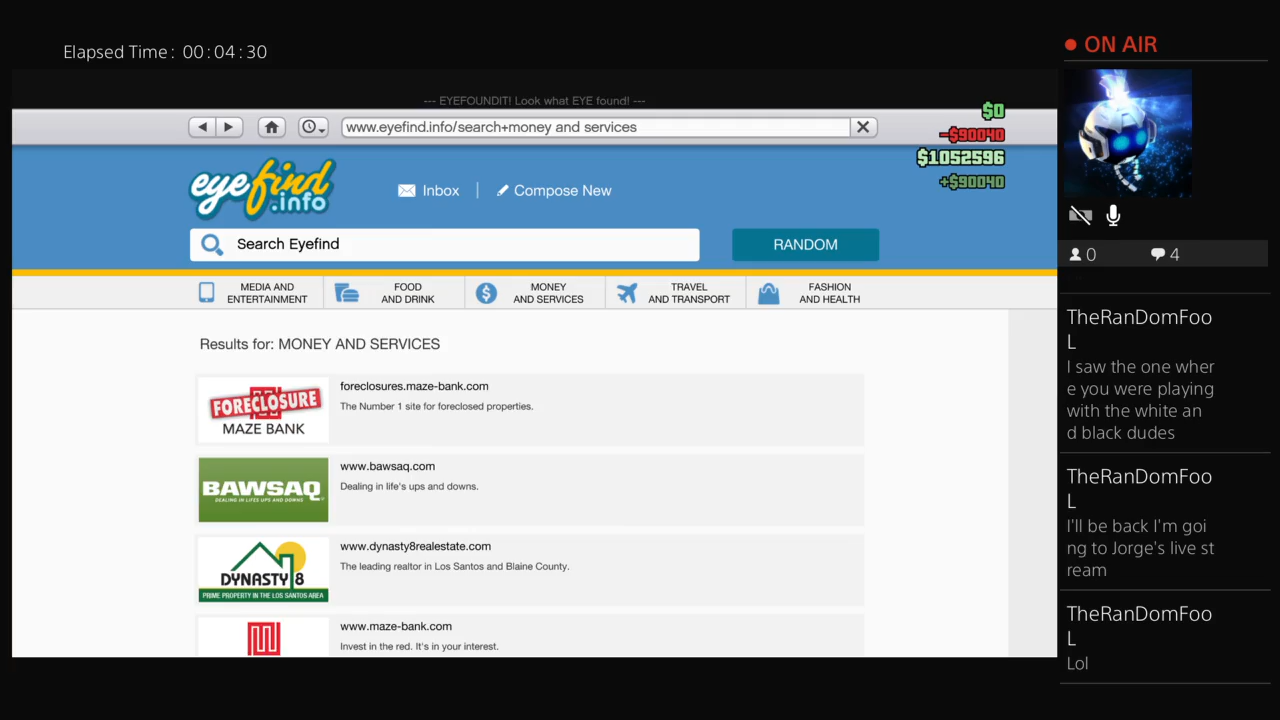 Elapsed Time: 00:04:30
ON AIR
--- EYEFOUNDIT! Look what EYE found! ---
www.eyefind.info/search+money and services
$0
-$90040
$1052596
+$90040
eyefind
.info
Inbox
Compose New
Search Eyefind
RANDOM
MEDIA AND
ENTERTAINMENT
FOOD
AND DRINK
MONEY
AND SERVICES
TRAVEL
AND TRANSPORT
FASHION
AND HEALTH
Results for: MONEY AND SERVICES
FORECLOSURE
MAZE BANK
foreclosures.maze-bank.com
The Number 1 site for foreclosed properties.
BAWSAQ
DEALING IN LIFE'S UPS AND DOWNS
www.bawsaq.com
Dealing in life's ups and downs.
DYNASTY 8
PRIME PROPERTY IN THE LOS SANTOS AREA
www.dynasty8realestate.com
The leading realtor in Los Santos and Blaine County.
www.maze-bank.com
Invest in the red. It's in your interest.
0
4
TheRanDomFoo
L
I saw the one wher
e you were playing
with the white an
d black dudes
TheRanDomFoo
L
I'll be back I'm goi
ng to Jorge's live st
ream
TheRanDomFoo
L
Lol